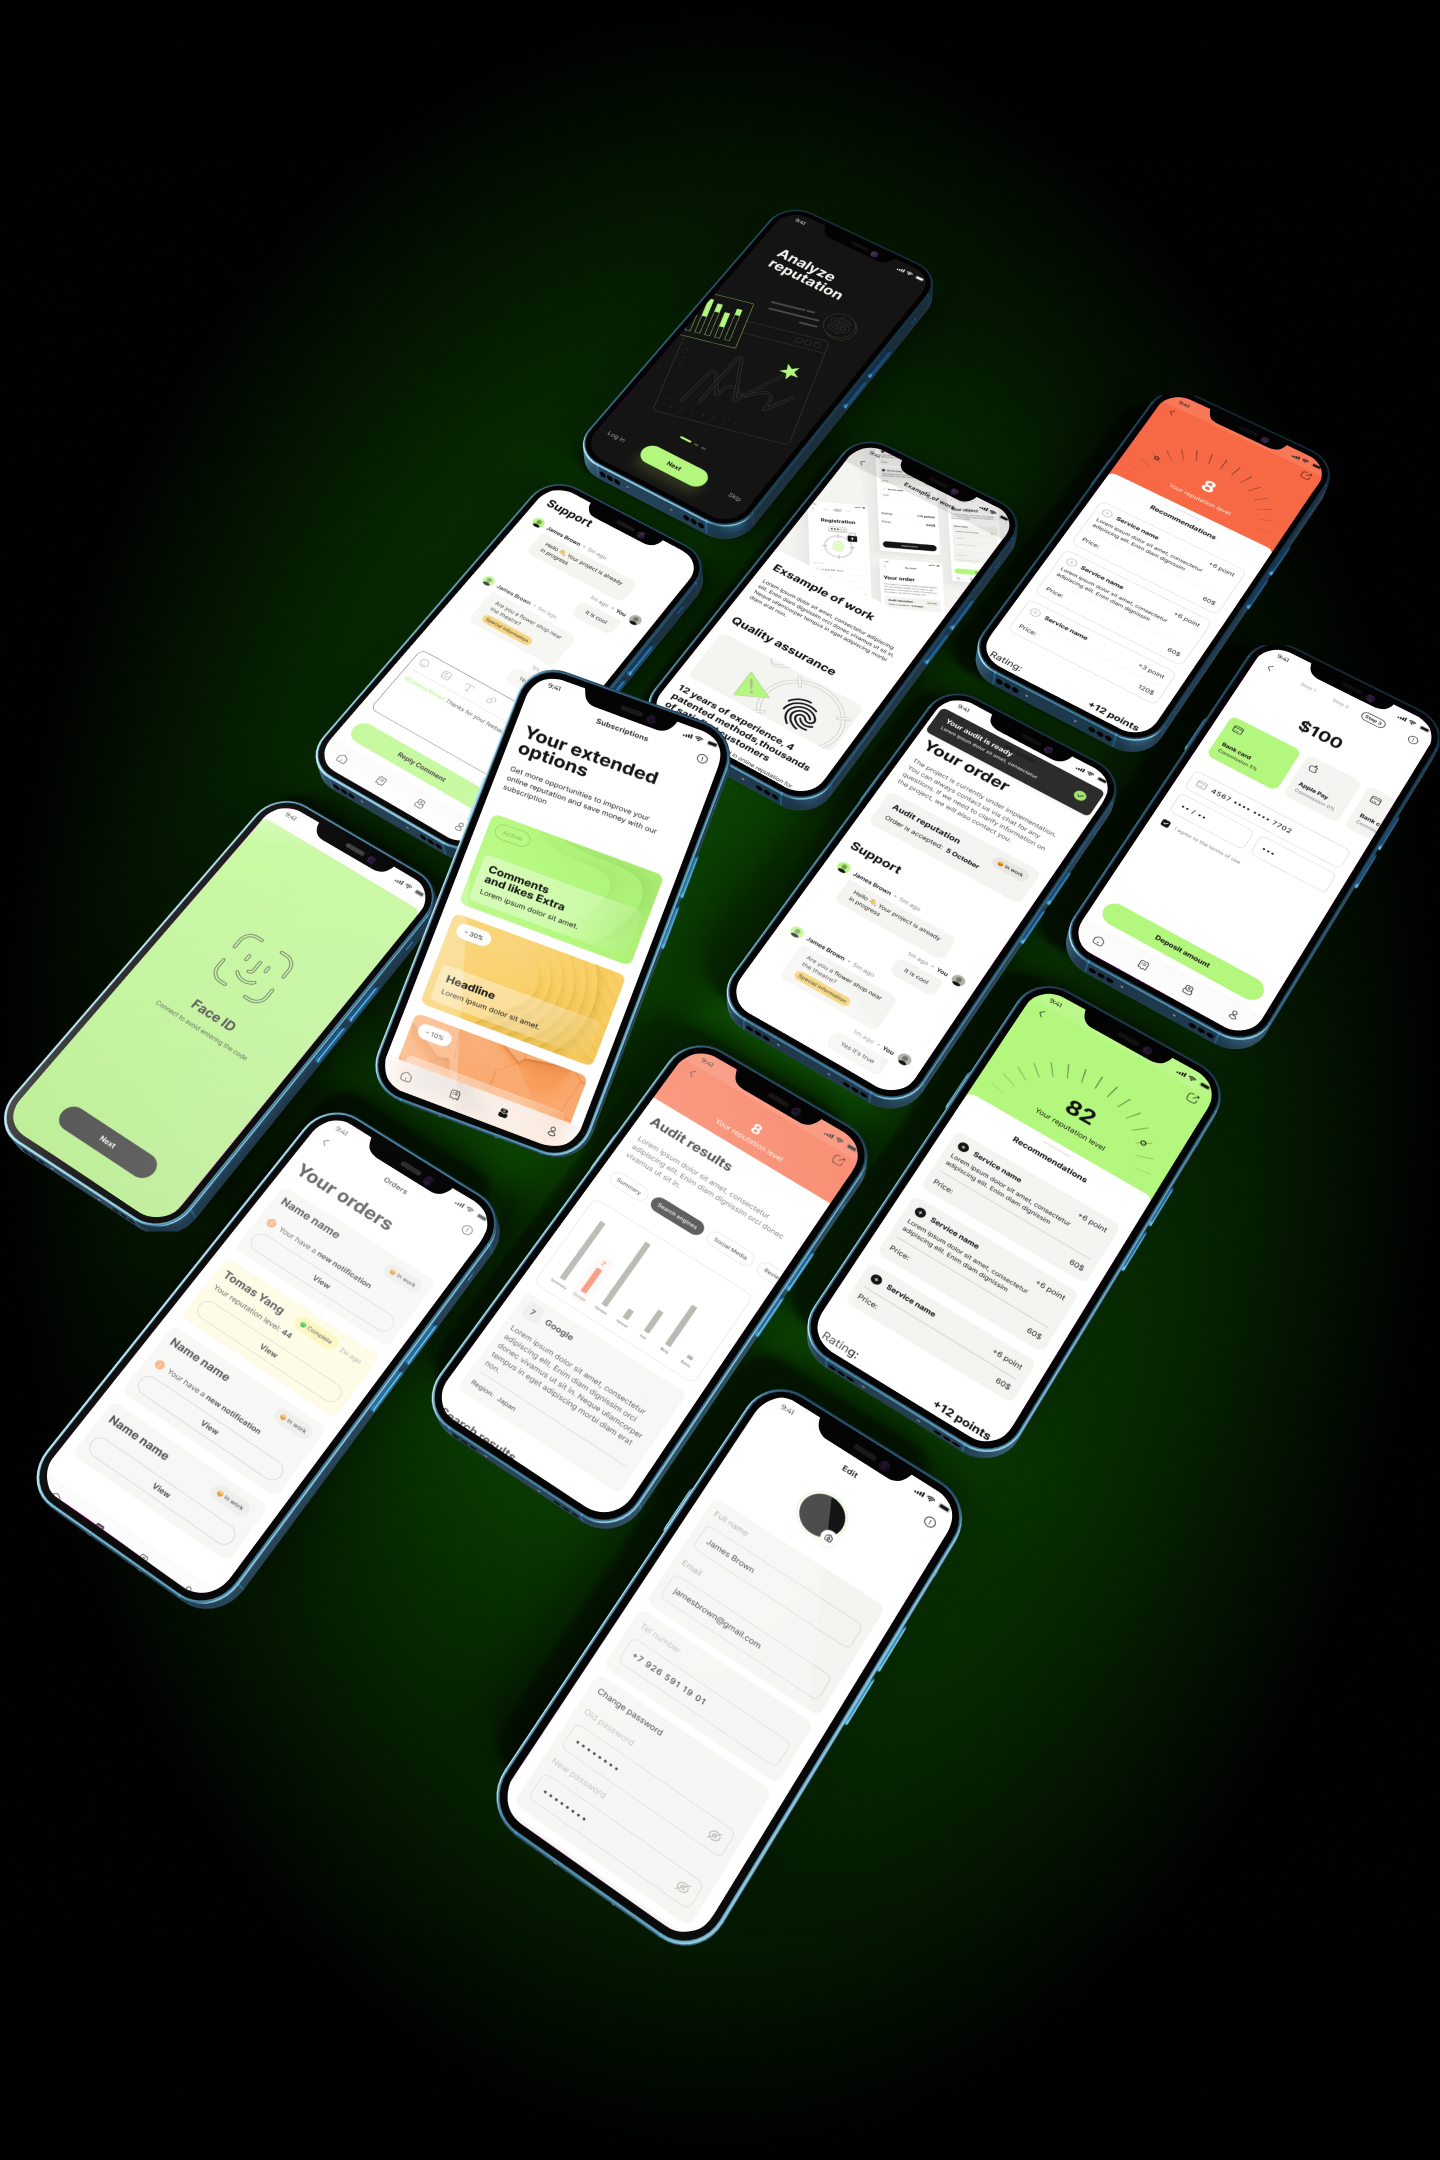 9:41
Analyze
reputation
Log in
Next
Skip
9:41
8
Your reputation level
Recommendations
Service name
Lorem ipsum dolor sit amet, consectetur
adipiscing elit. Enim diam dignissim
+6 point
Price:
60$
Service name
Lorem ipsum dolor sit amet, consectetur
adipiscing elit. Enim diam dignissim
+6 point
Price:
60$
Service name
+3 point
Price:
120$
Rating:
+12 points
9:41
Example of work
Registration
Your order
Exsample of work
Lorem ipsum dolor sit amet, consectetur adipiscing
elit. Enim diam dignissim orci donec vivamus ut sit in.
Neque ullamcorper tempus in eget adipiscing morbi
diam erat non.
Quality assurance
12 years of experience, 4
patented methods, thousands
customers
in online reputation for
Support
James Brown • 5m ago
Hello 👋 Your project is already
in progress
5m ago • You
It is cool
James Brown • 5m ago
Are you a flower shop near
the theatre?
Special information
Thanks for your
Reply Comment
9:41
Step 1
Step 2
Step 3
$100
Bank card
Commission 5%
Apple Pay
Commission 0%
Bank c
4567 •••• •••• 7702
•• / ••
•••
I agree to the terms of use
Deposit amount
9:41
Subscriptions
Your extended
options
Get more opportunities to improve your
online reputation and save money with our
subscription
Active
Comments
and likes Extra
Lorem ipsum dolor sit amet.
– 30%
Headline
Lorem ipsum dolor sit amet.
– 10%
9:41
Your audit is ready
Lorem ipsum dolor sit amet, consectetur
Your order
The project is currently under implementation.
You can always contact us via chat for any
questions. If we need to clarify information on
the project, we will also contact you.
Audit reputation
Order is accepted: 5 October
😀 In work
Support
James Brown • 5m ago
Hello 👋 Your project is already
in progress
5m ago • You
It is cool
James Brown • 5m ago
Are you a flower shop near
the theatre?
Special information
5m ago • You
Yes it's true
9:41
Face ID
Connect to avoid entering the code
Next
9:41
82
Your reputation level
Recommendations
Service name
Lorem ipsum dolor sit amet, consectetur
adipiscing elit. Enim diam dignissim
+6 point
Price:
60$
Service name
Lorem ipsum dolor sit amet, consectetur
adipiscing elit. Enim diam dignissim
+6 point
Price:
60$
Service name
+6 point
Price:
60$
Rating:
+12 points
9:41
8
Your reputation level
Audit results
Lorem ipsum dolor sit amet, consectetur
adipiscing elit. Enim diam dignissim orci donec
vivamus ut sit in.
Summary
Search engines
Social Media
Revie
7
7
Google
Lorem ipsum dolor sit amet, consectetur
adipiscing elit. Enim diam dignissim orci
donec vivamus ut sit in. Neque ullamcorper
tempus in eget adipiscing morbi diam erat
non.
Region: Japan
Search results
9:41
Orders
Your orders
Name name
😀 In work
Your have a new notification
View
Tomas Yang
Complete
Your reputation level: 44
2w ago
View
Name name
😀 In work
Your have a new notification
View
Name name
😀 In work
View
9:41
Edit
Full name
James Brown
Email
jamesbrown@gmail.com
Tel number
+7 926 591 19 01
Change password
Old password
••••••••
New password
••••••••